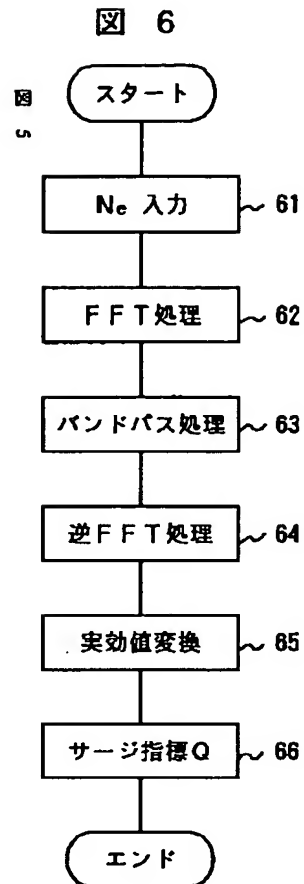 図 6
図 5
スタート
Ne 入力 61
FFT処理 62
バンドパス処理 63
逆FFT処理 64
実効値変換 65
サージ指標Q 66
エンド